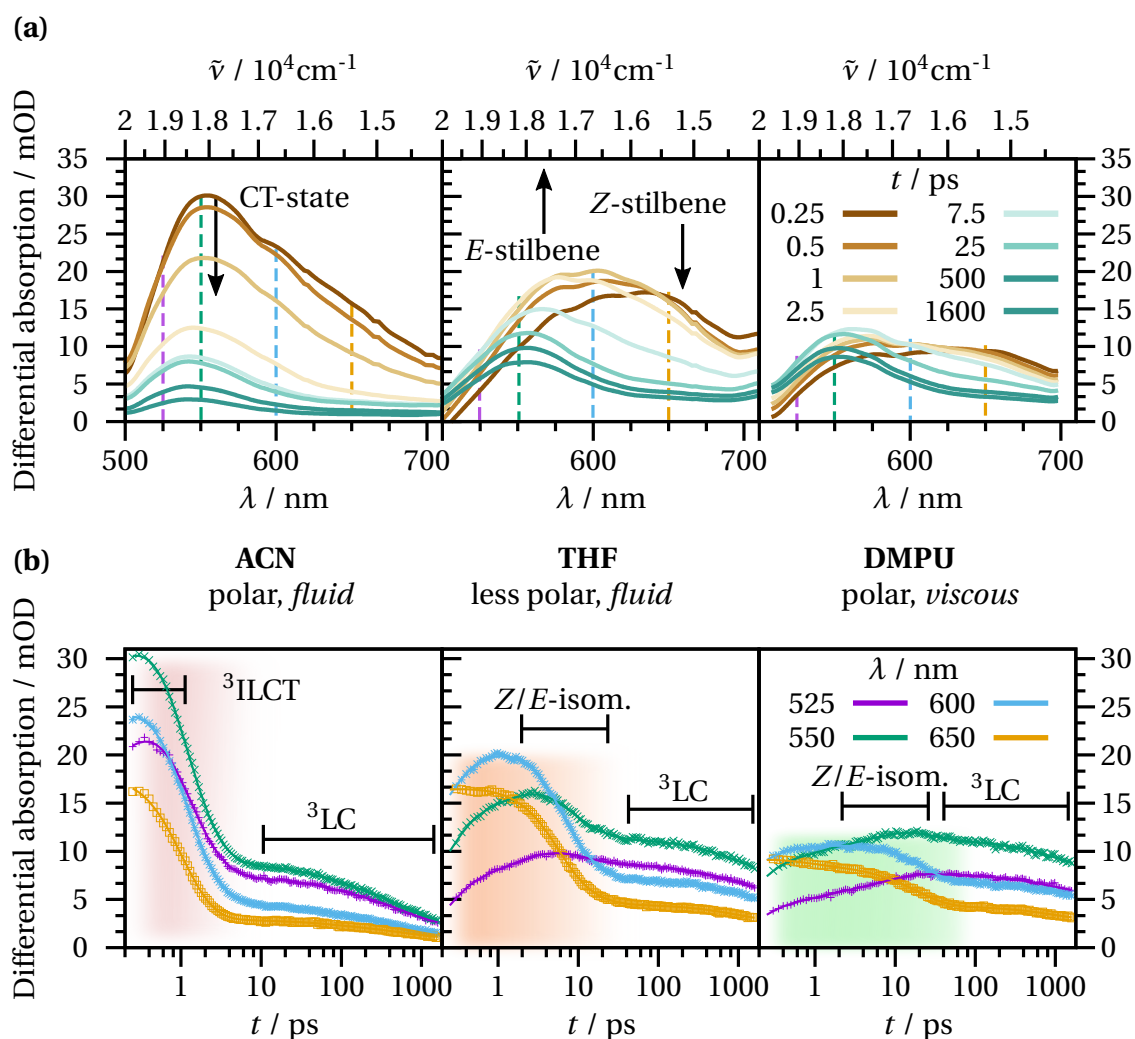 (a)
ν̃ / 10⁴cm⁻¹ ν̃ / 10⁴cm⁻¹ ν̃ / 10⁴cm⁻¹
2 1.9 1.8 1.7 1.6 1.5 2 1.9 1.8 1.7 1.6 1.5 2 1.9 1.8 1.7 1.6 1.5
Differential absorption / mOD
35 30 25 20 15 10 5 0
CT-state
E-stilbene
Z-stilbene
t / ps
0.25 7.5
0.5 25
1 500
2.5 1600
35 30 25 20 15 10 5 0
500 600 700 600 700 600 700
λ / nm λ / nm λ / nm
(b)
ACN THF DMPU
polar, fluid less polar, fluid polar, viscous
Differential absorption / mOD
30 25 20 15 10 5 0
³ILCT
³LC
Z/E-isom.
³LC
λ / nm
525 600
550 650
Z/E-isom.
³LC
30 25 20 15 10 5 0
1 10 100 1000 1 10 100 1000 1 10 100 1000
t / ps t / ps t / ps